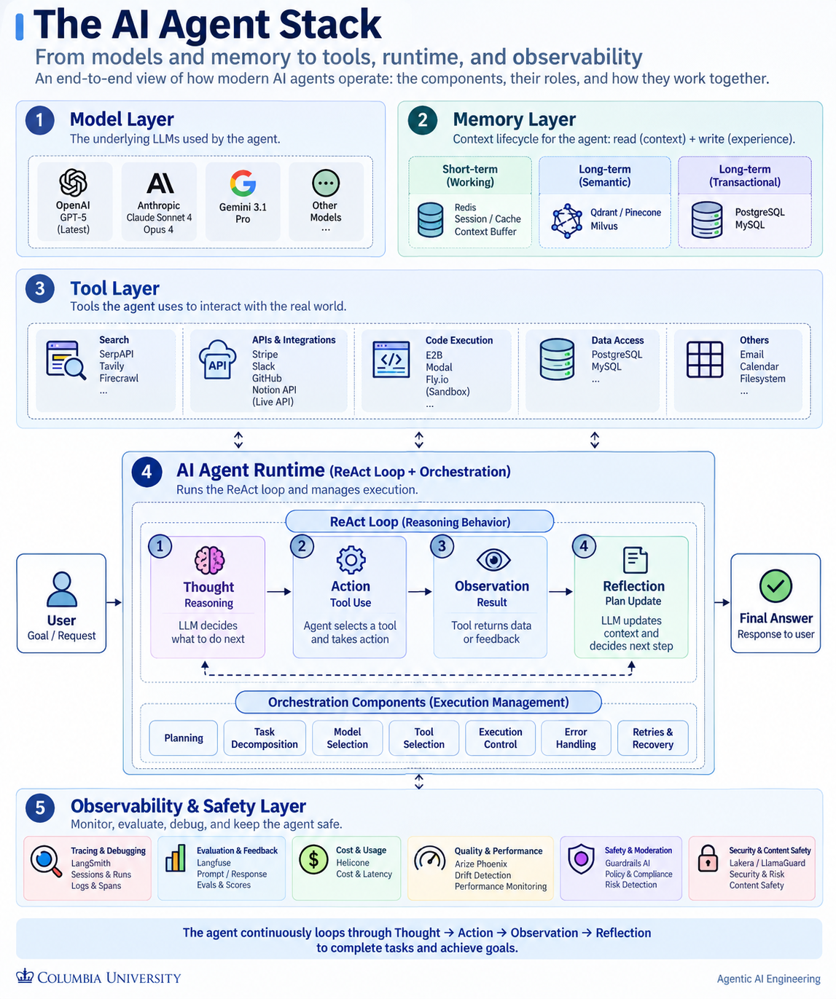 The AI Agent Stack
From models and memory to tools, runtime, and observability
An end-to-end view of how modern AI agents operate: the components, their roles, and how they work together.
1
Model Layer
The underlying LLMs used by the agent.
OpenAI
GPT-5
(Latest)
Anthropic
Claude Sonnet 4
Opus 4
Gemini 3.1
Pro
Other
Models
...
2
Memory Layer
Context lifecycle for the agent: read (context) + write (experience).
Short-term
(Working)
Redis
Session / Cache
Context Buffer
Long-term
(Semantic)
Qdrant / Pinecone
Milvus
Long-term
(Transactional)
PostgreSQL
MySQL
3
Tool Layer
Tools the agent uses to interact with the real world.
Search
SerpAPI
Tavily
Firecrawl
...
API
APIs & Integrations
Stripe
Slack
GitHub
Notion API
(Live API)
</>
Code Execution
E2B
Modal
Fly.io
(Sandbox)
...
Data Access
PostgreSQL
MySQL
...
Others
Email
Calendar
Filesystem
...
4
AI Agent Runtime (ReAct Loop + Orchestration)
Runs the ReAct loop and manages execution.
ReAct Loop (Reasoning Behavior)
User
Goal / Request
1
Thought
Reasoning
LLM decides
what to do next
2
Action
Tool Use
Agent selects a tool
and takes action
3
Observation
Result
Tool returns data
or feedback
4
Reflection
Plan Update
LLM updates
context and
decides next step
Final Answer
Response to user
Orchestration Components (Execution Management)
Planning
Task
Decomposition
Model
Selection
Tool
Selection
Execution
Control
Error
Handling
Retries &
Recovery
5
Observability & Safety Layer
Monitor, evaluate, debug, and keep the agent safe.
Tracing & Debugging
LangSmith
Sessions & Runs
Logs & Spans
Evaluation & Feedback
Langfuse
Prompt / Response
Evals & Scores
$
Cost & Usage
Helicone
Cost & Latency
Quality & Performance
Arize Phoenix
Drift Detection
Performance Monitoring
Safety & Moderation
Guardrails AI
Policy & Compliance
Risk Detection
Security & Content Safety
Lakera / LlamaGuard
Security & Risk
Content Safety
The agent continuously loops through Thought → Action → Observation → Reflection
to complete tasks and achieve goals.
COLUMBIA UNIVERSITY
Agentic AI Engineering